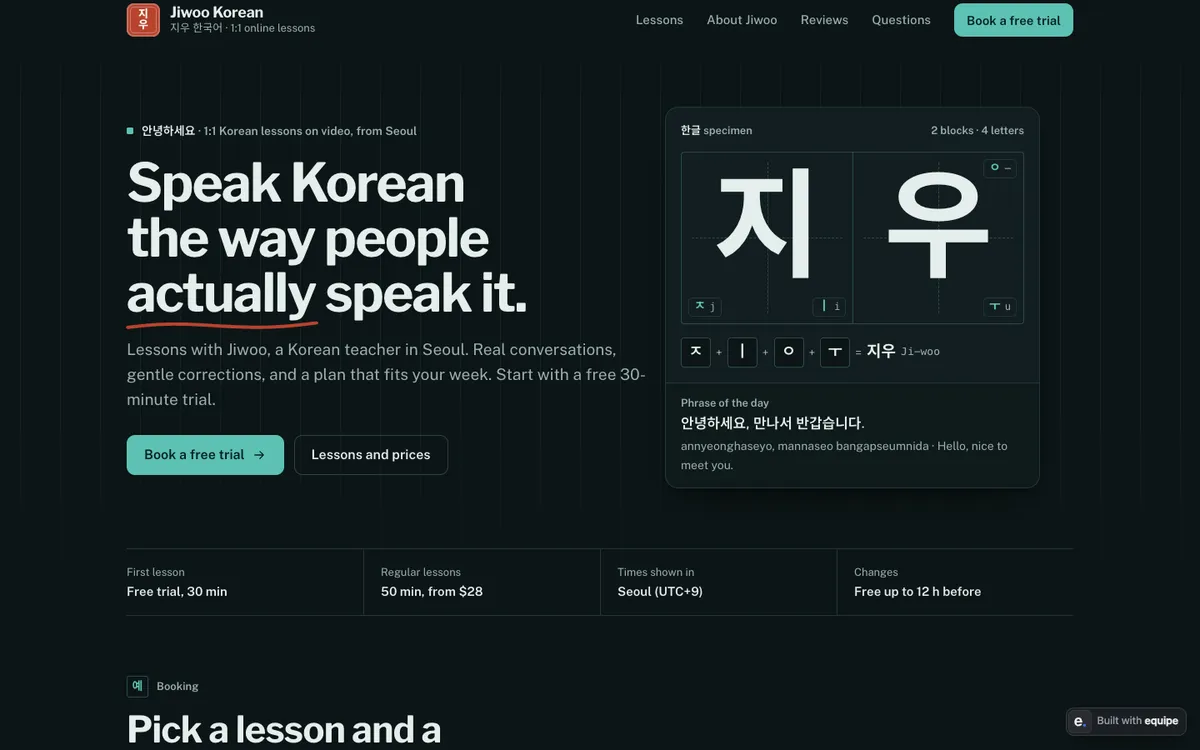 지우
Jiwoo Korean
지우 한국어 · 1:1 online lessons
Lessons
About Jiwoo
Reviews
Questions
Book a free trial
안녕하세요 · 1:1 Korean lessons on video, from Seoul
Speak Korean
the way people
actually speak it.
Lessons with Jiwoo, a Korean teacher in Seoul. Real conversations,
gentle corrections, and a plan that fits your week. Start with a free 30-
minute trial.
Book a free trial →
Lessons and prices
한글 specimen
2 blocks · 4 letters
지 우
ㅇ –
ㅈ j
ㅣ i
ㅜ u
ㅈ + ㅣ + ㅇ + ㅜ = 지우 Ji–woo
Phrase of the day
안녕하세요, 만나서 반갑습니다.
annyeonghaseyo, mannaseo bangapseumnida · Hello, nice to
meet you.
First lesson
Free trial, 30 min
Regular lessons
50 min, from $28
Times shown in
Seoul (UTC+9)
Changes
Free up to 12 h before
예 Booking
Pick a lesson and a
e. Built with equipe